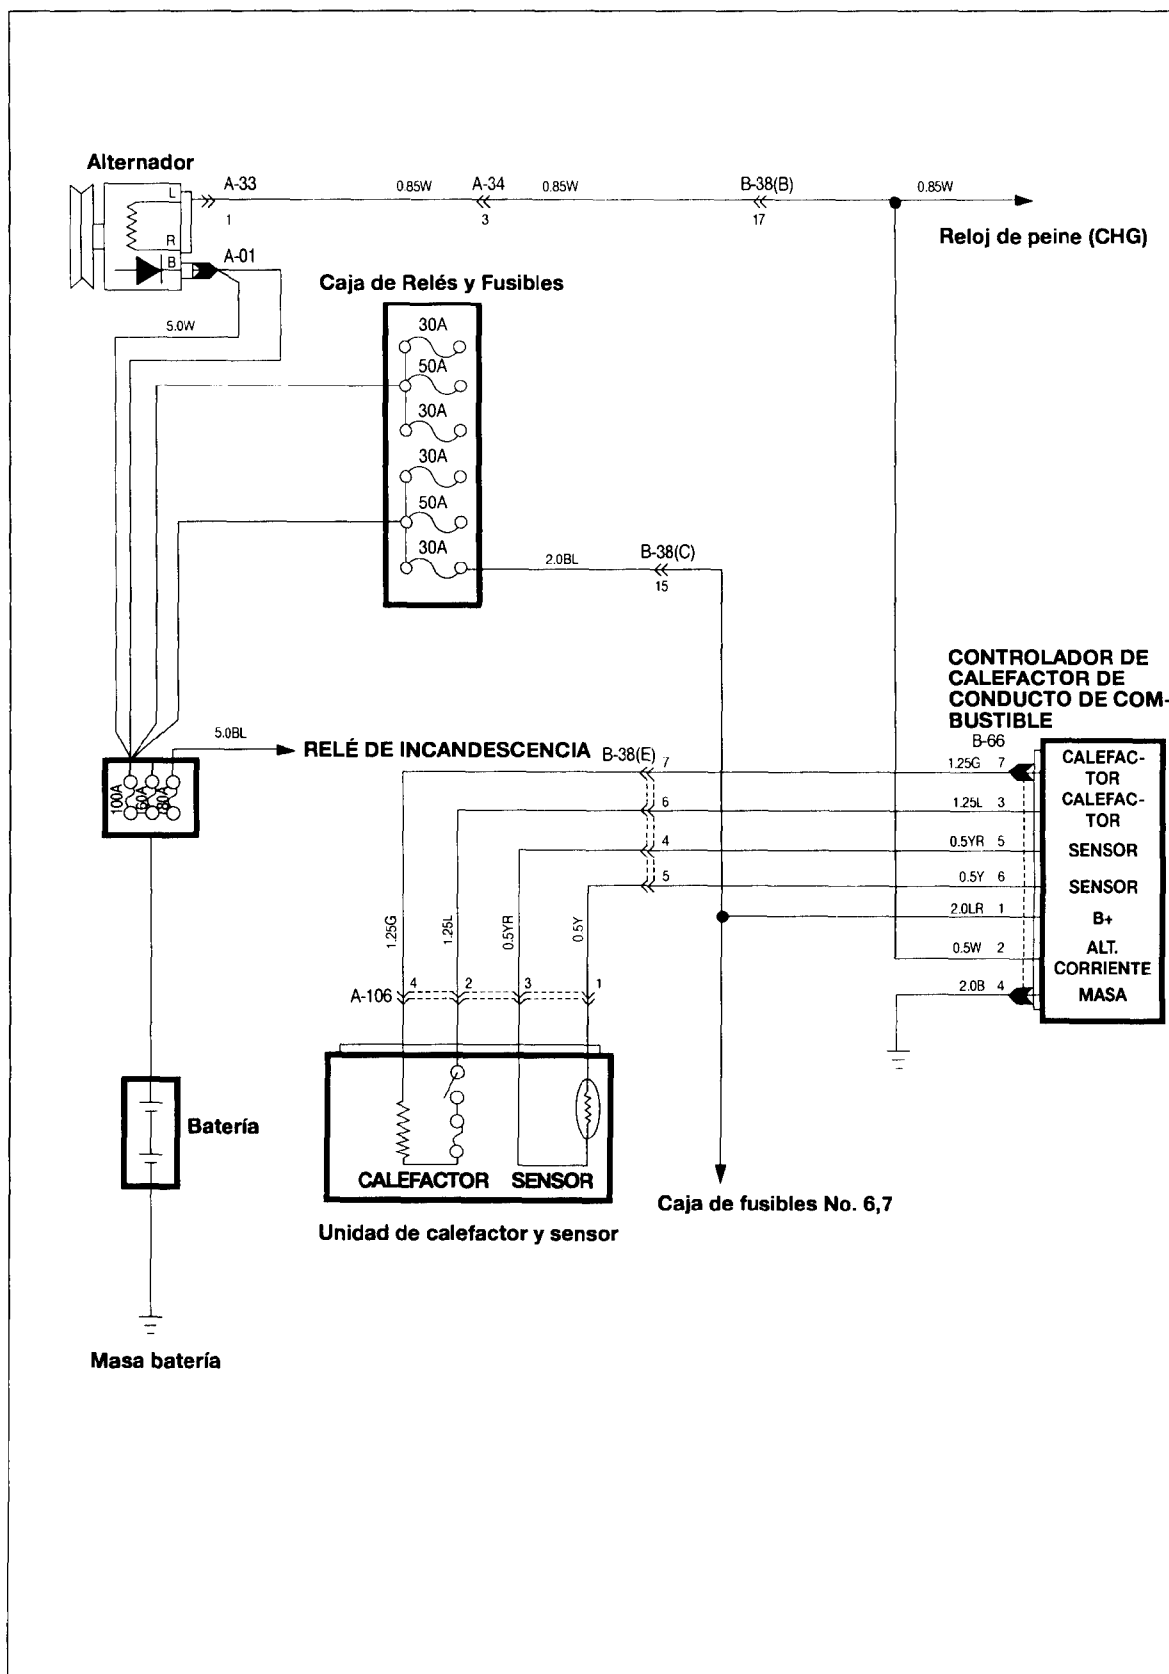 Alternador
L
A-33
0.85W
A-34
0.85W
B-38(B)
0.85W
1
3
17
R
Reloj de peine (CHG)
B
A-01
Caja de Relés y Fusibles
5.0W
30A
50A
30A
30A
50A
30A
2.0BL
B-38(C)
15
CONTROLADOR DE
CALEFACTOR DE
CONDUCTO DE COM-
BUSTIBLE
5.0BL
RELÉ DE INCANDESCENCIA
B-38(E)
7
B-66
1.25G 7
CALEFAC-
TOR
100A
60A
80A
6
1.25L 3
CALEFAC-
TOR
4
0.5YR 5
SENSOR
5
0.5Y 6
SENSOR
2.0LR 1
B+
1.25G
1.25L
0.5YR
0.5Y
0.5W 2
ALT.
CORRIENTE
A-106
4
2
3
1
2.0B 4
MASA
Batería
CALEFACTOR
SENSOR
Caja de fusibles No. 6,7
Unidad de calefactor y sensor
Masa batería